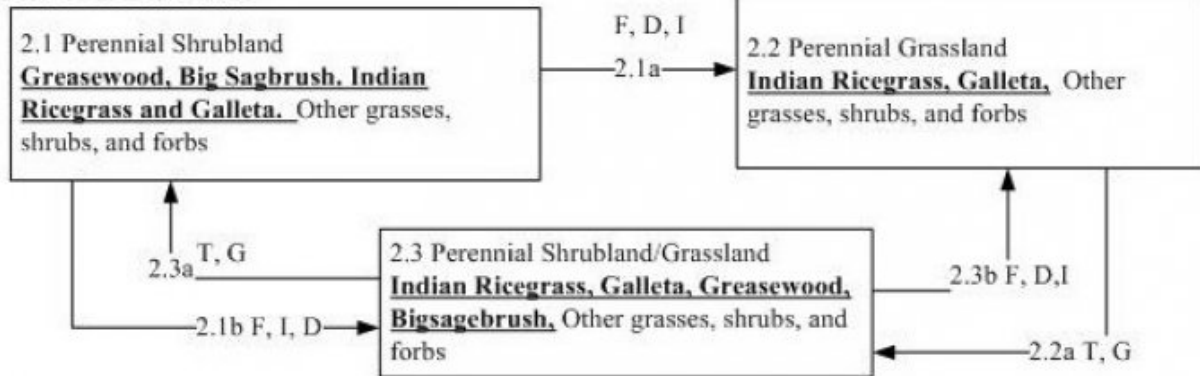 2.1 Perennial Shrubland
Greasewood, Big Sagbrush. Indian
Ricegrass and Galleta. Other grasses,
shrubs, and forbs
F, D, I
2.1a
2.2 Perennial Grassland
Indian Ricegrass, Galleta, Other
grasses, shrubs, and forbs
T, G
2.3a
2.1b F, I, D
2.3 Perennial Shrubland/Grassland
Indian Ricegrass, Galleta, Greasewood,
Bigsagebrush, Other grasses, shrubs, and
forbs
2.3b F, D,I
2.2a T, G